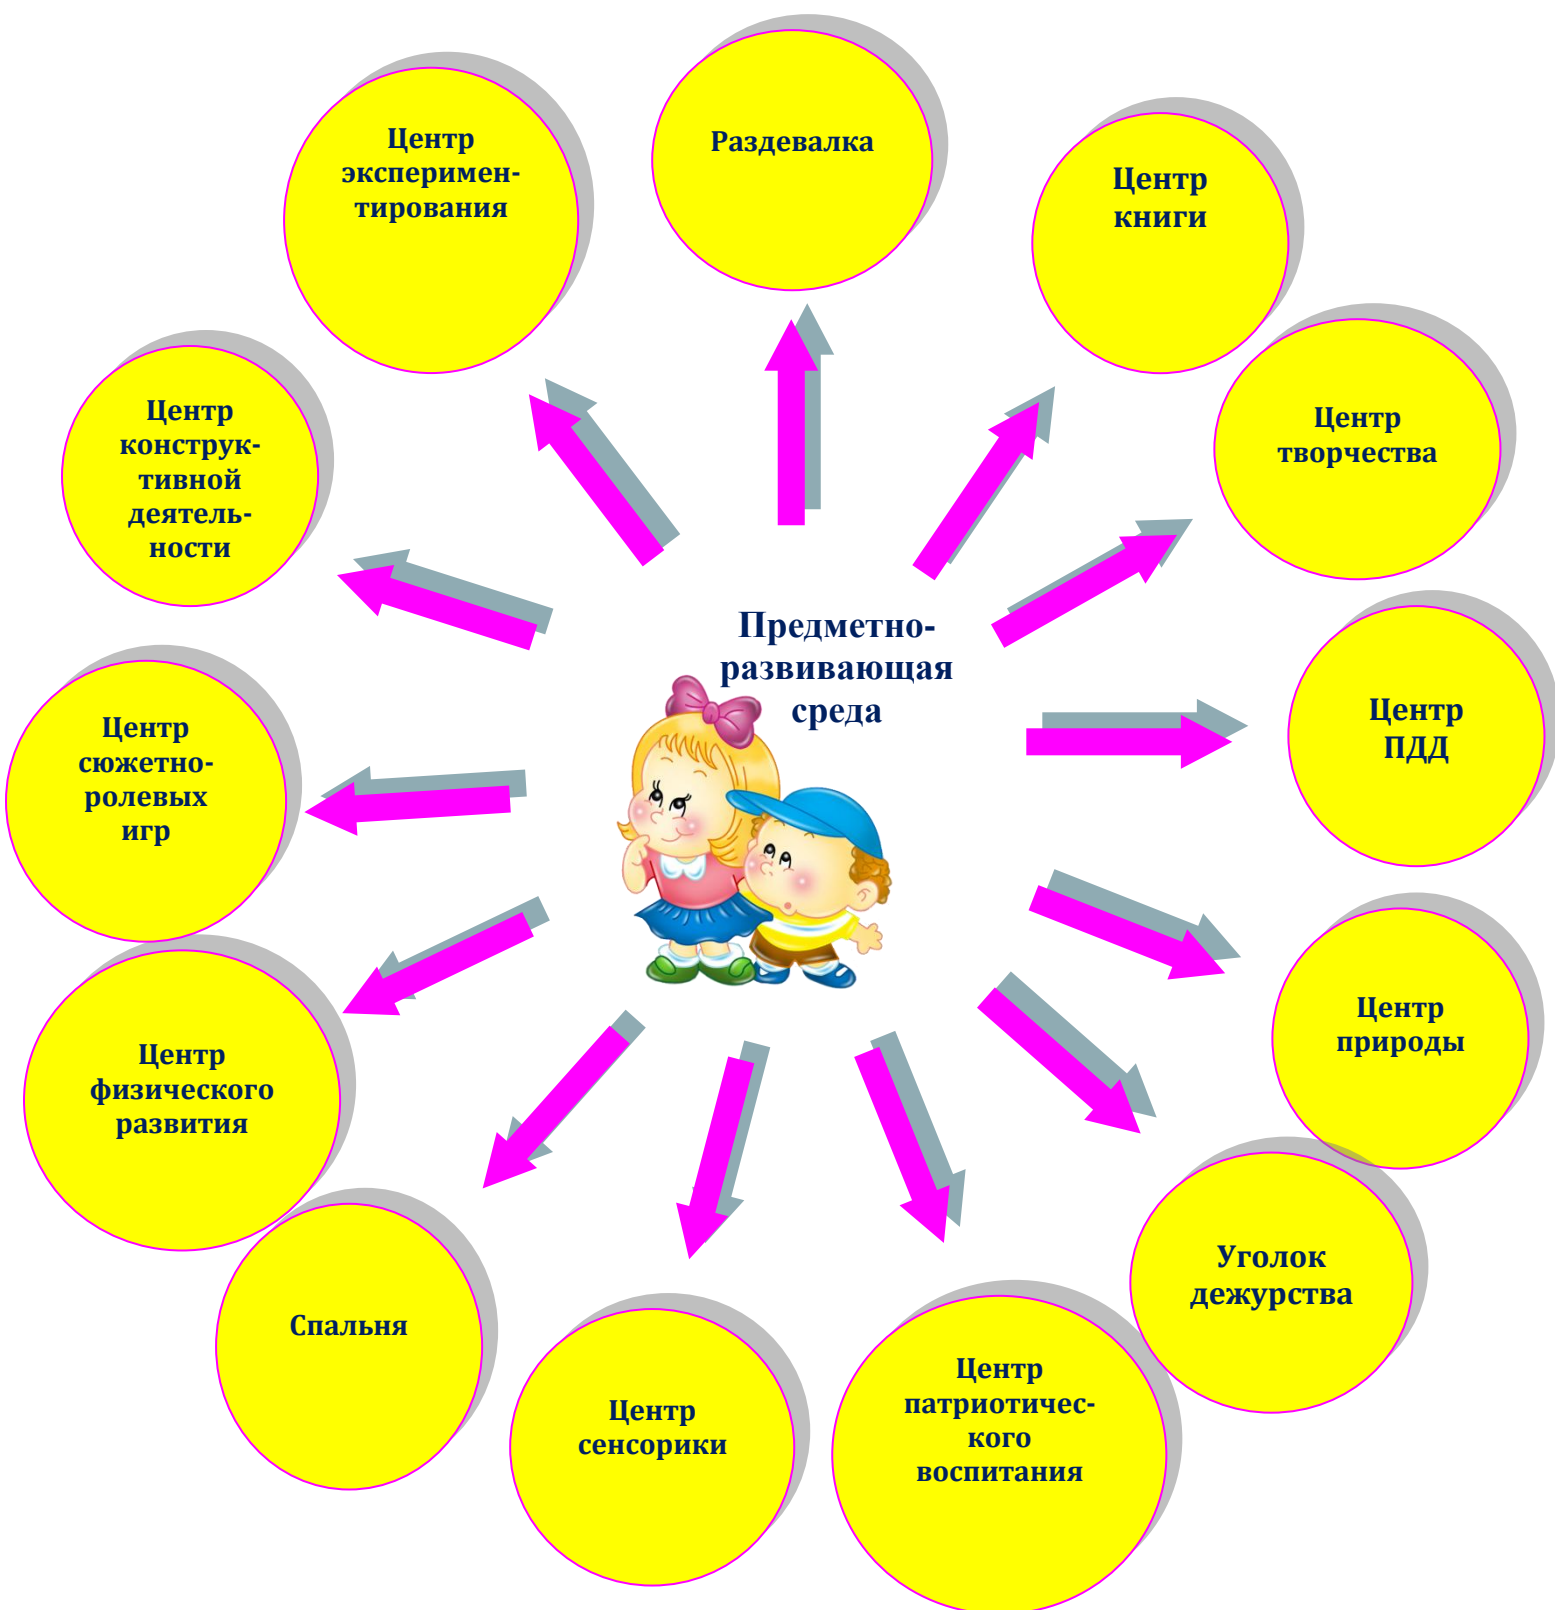 Раздевалка
Центр
эксперимен-
тирования
Центр
книги
Центр
конструк-
тивной
деятель-
ности
Центр
творчества
Предметно-
развивающая
среда
Центр
сюжетно-
ролевых
игр
Центр
ПДД
Центр
физического
развития
Центр
природы
Спальня
Уголок
дежурства
Центр
сенсорики
Центр
патриотичес-
кого
воспитания